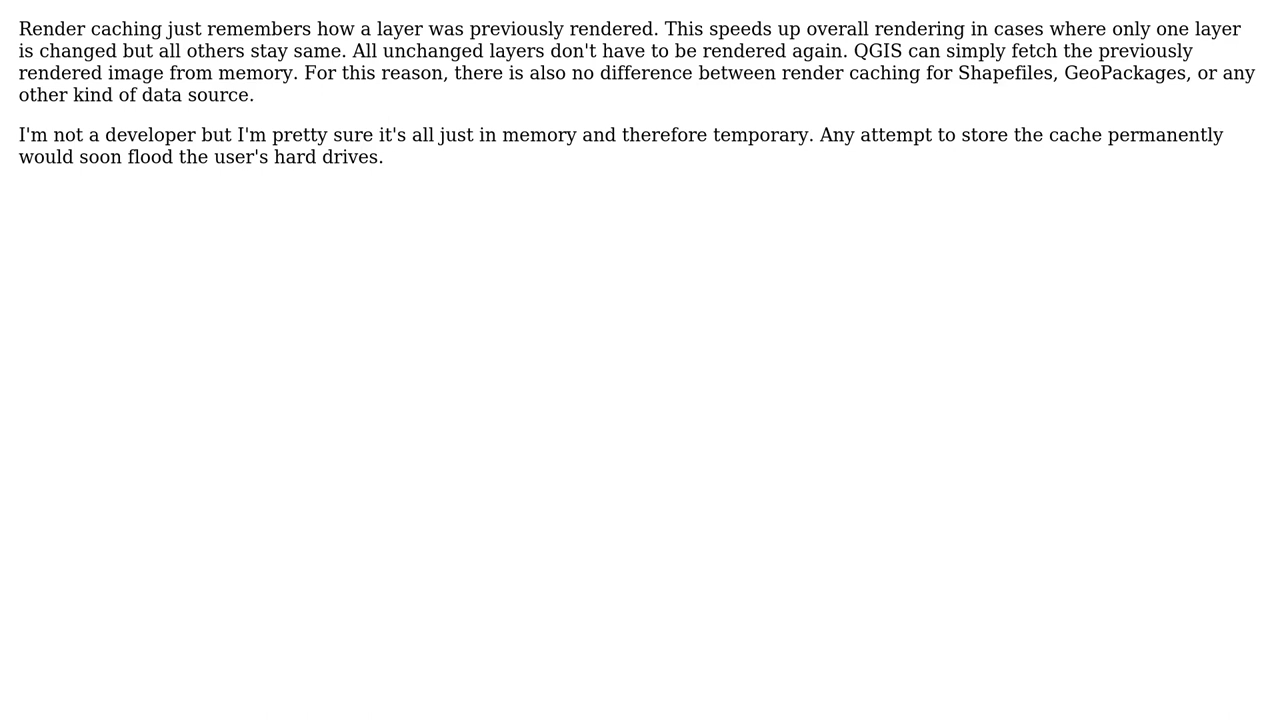 Render caching just remembers how a layer was previously rendered. This speeds up overall rendering in cases where only one layer
is changed but all others stay same. All unchanged layers don't have to be rendered again. QGIS can simply fetch the previously
rendered image from memory. For this reason, there is also no difference between render caching for Shapefiles, GeoPackages, or any
other kind of data source.
I'm not a developer but I'm pretty sure it's all just in memory and therefore temporary. Any attempt to store the cache permanently
would soon flood the user's hard drives.